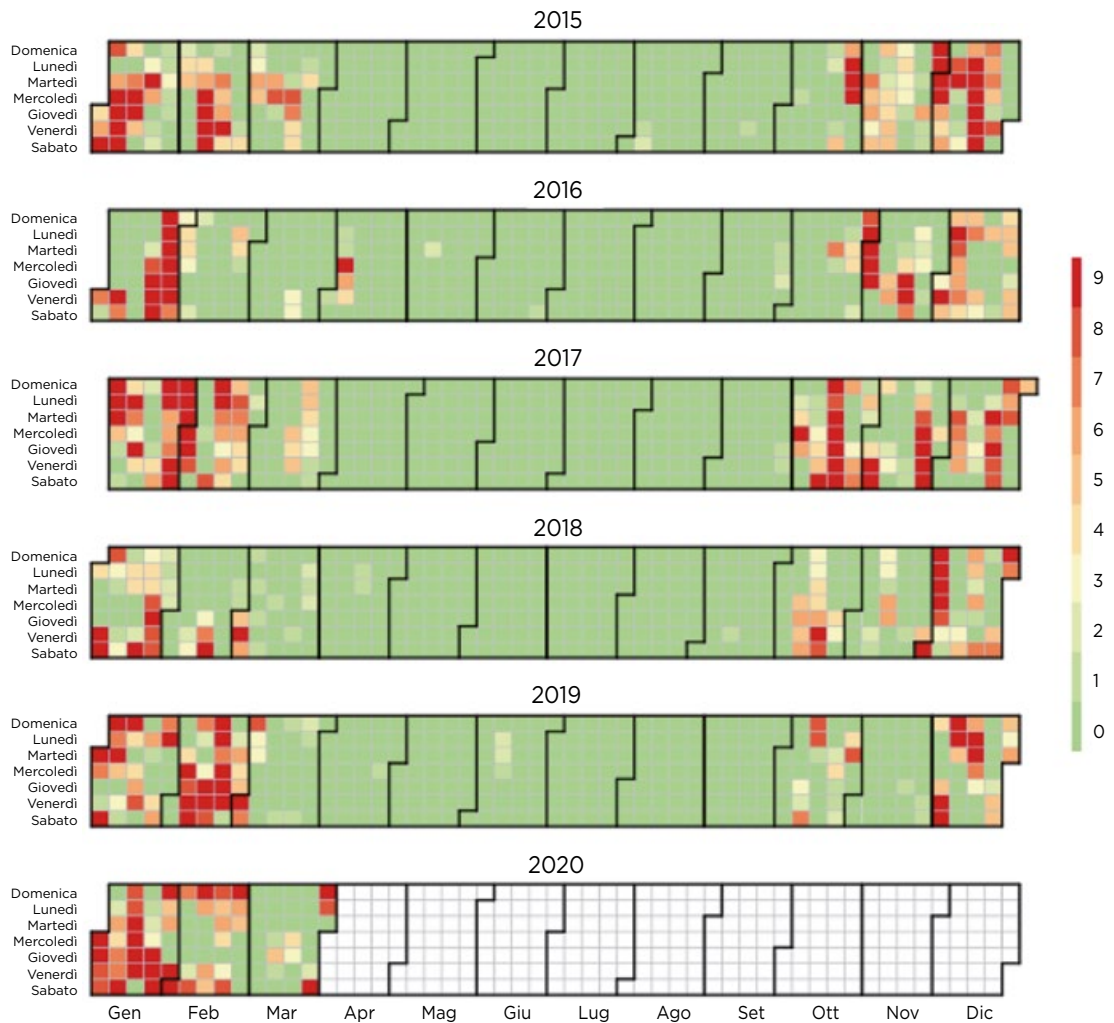 2015
Domenica
Lunedì
Martedì
Mercoledì
Giovedì
Venerdì
Sabato
2016
Domenica
Lunedì
Martedì
Mercoledì
Giovedì
Venerdì
Sabato
2017
Domenica
Lunedì
Martedì
Mercoledì
Giovedì
Venerdì
Sabato
2018
Domenica
Lunedì
Martedì
Mercoledì
Giovedì
Venerdì
Sabato
2019
Domenica
Lunedì
Martedì
Mercoledì
Giovedì
Venerdì
Sabato
2020
Domenica
Lunedì
Martedì
Mercoledì
Giovedì
Venerdì
Sabato
Gen Feb Mar Apr Mag Giu Lug Ago Set Ott Nov Dic
9
8
7
6
5
4
3
2
1
0